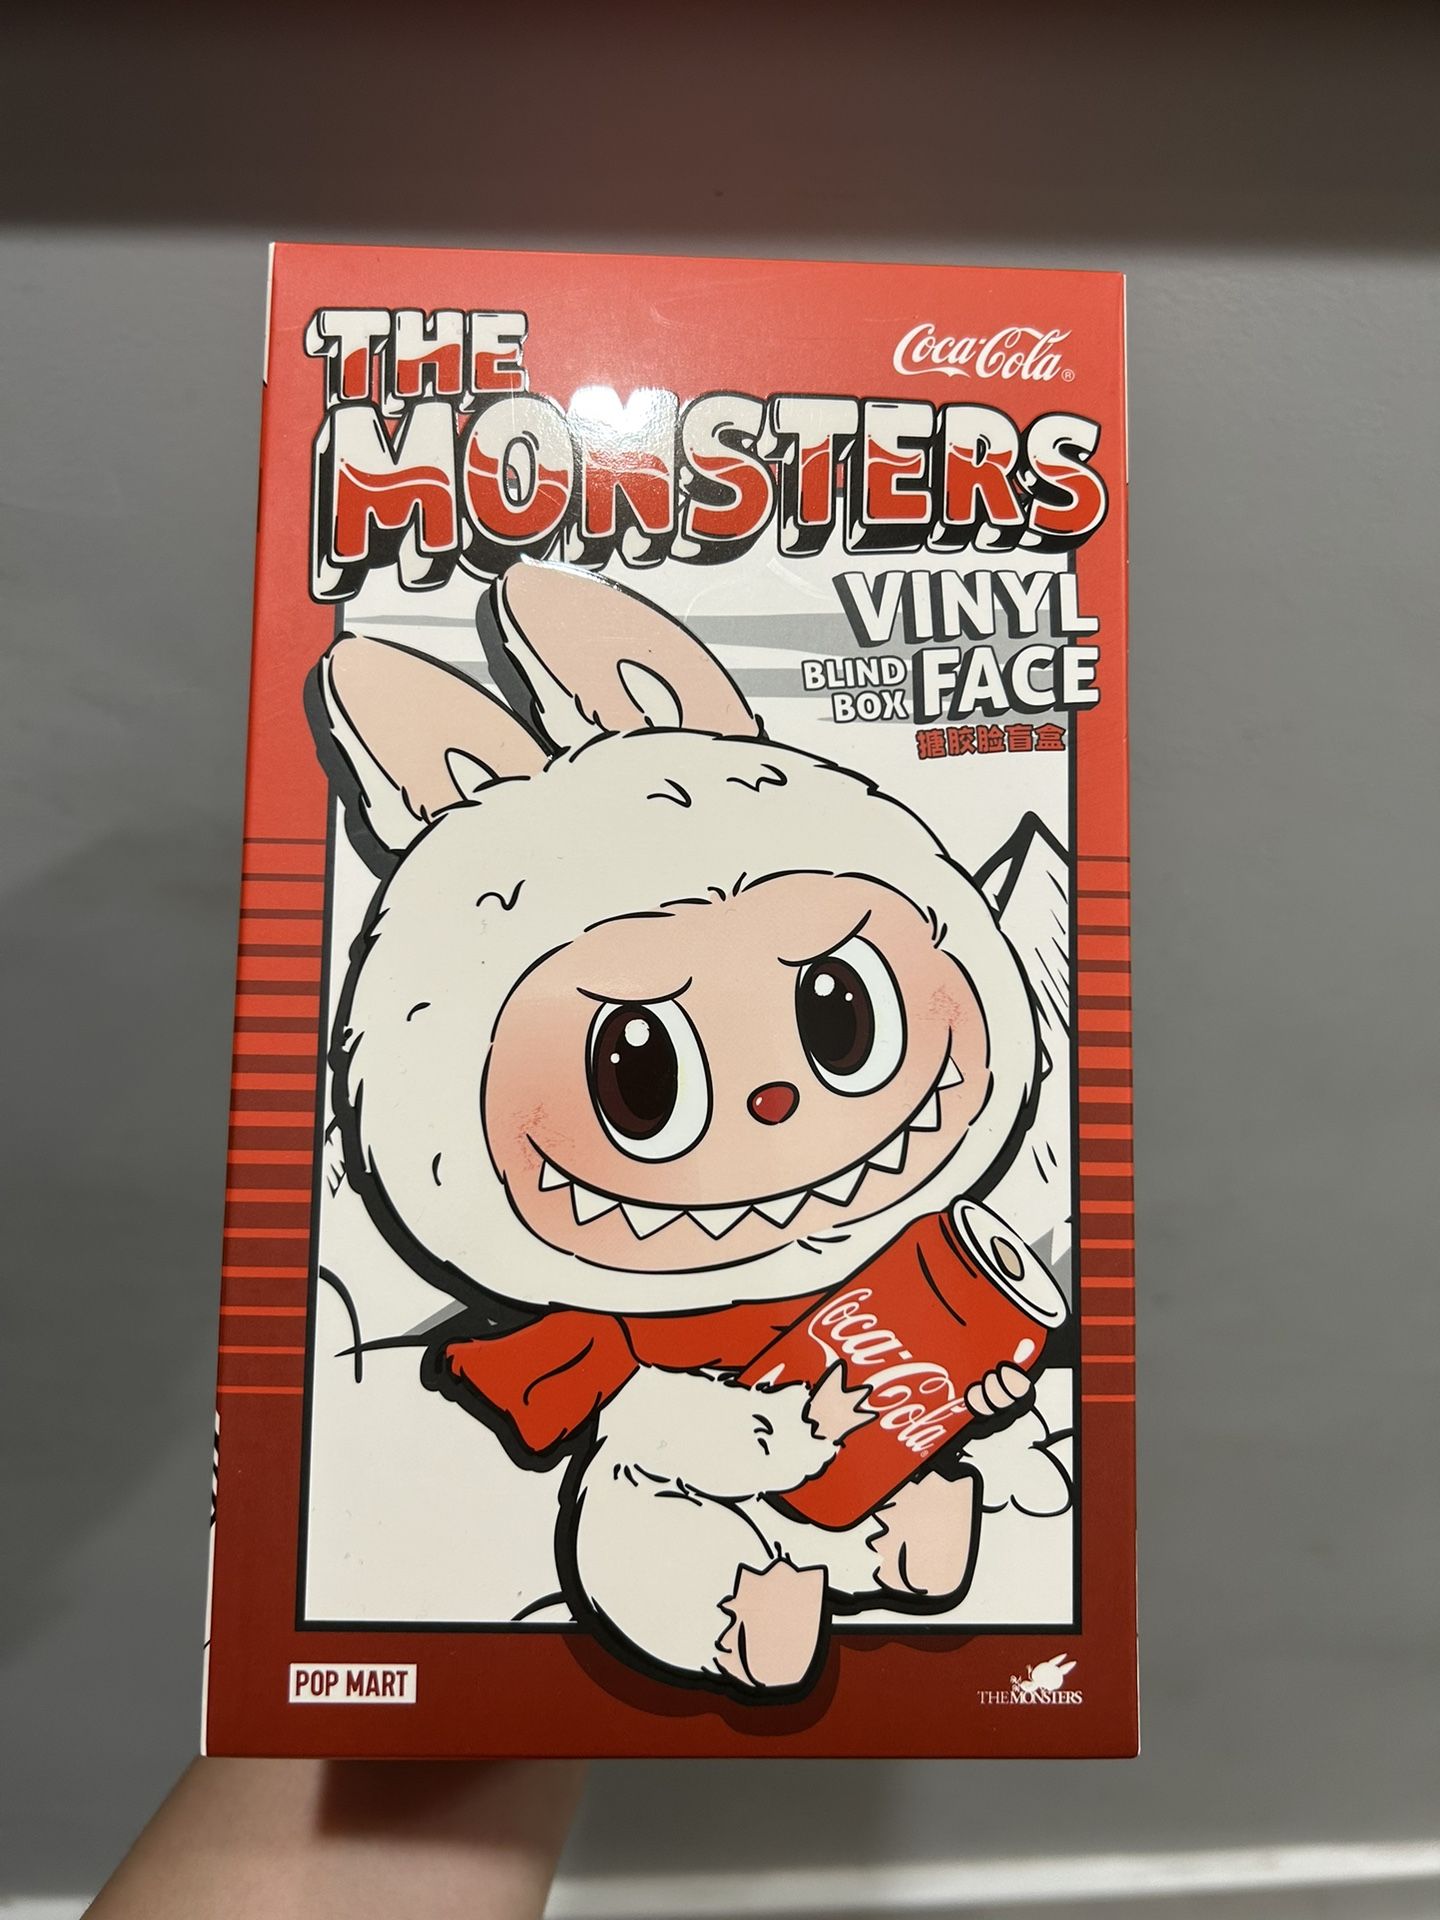 THE
Coca-Cola®
MONSTERS
VINYL
BLIND BOX FACE
搪胶脸盲盒
Coca-Cola®
POP MART
THE MONSTERS